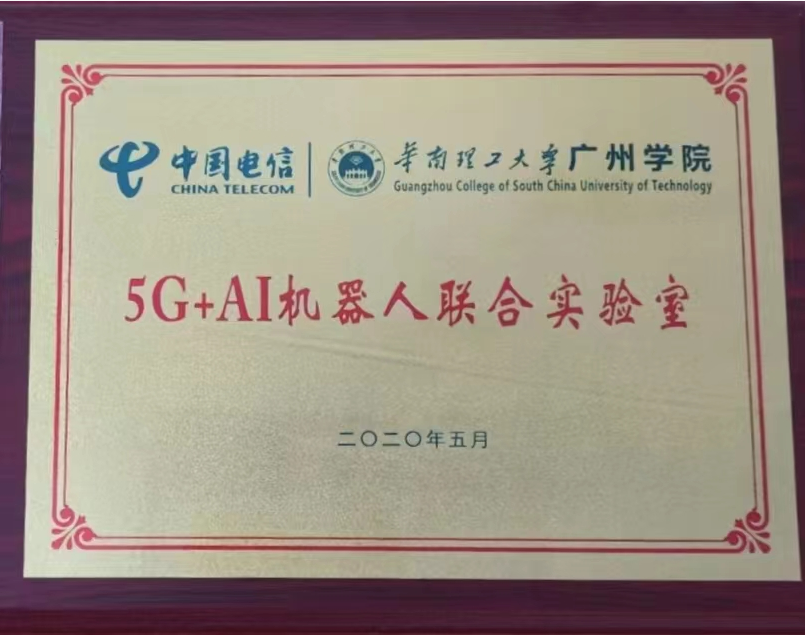 中国电信
CHINA TELECOM
华南理工大学广州学院
Guangzhou College of South China University of Technology
5G+AI机器人联合实验室
二〇二〇年五月